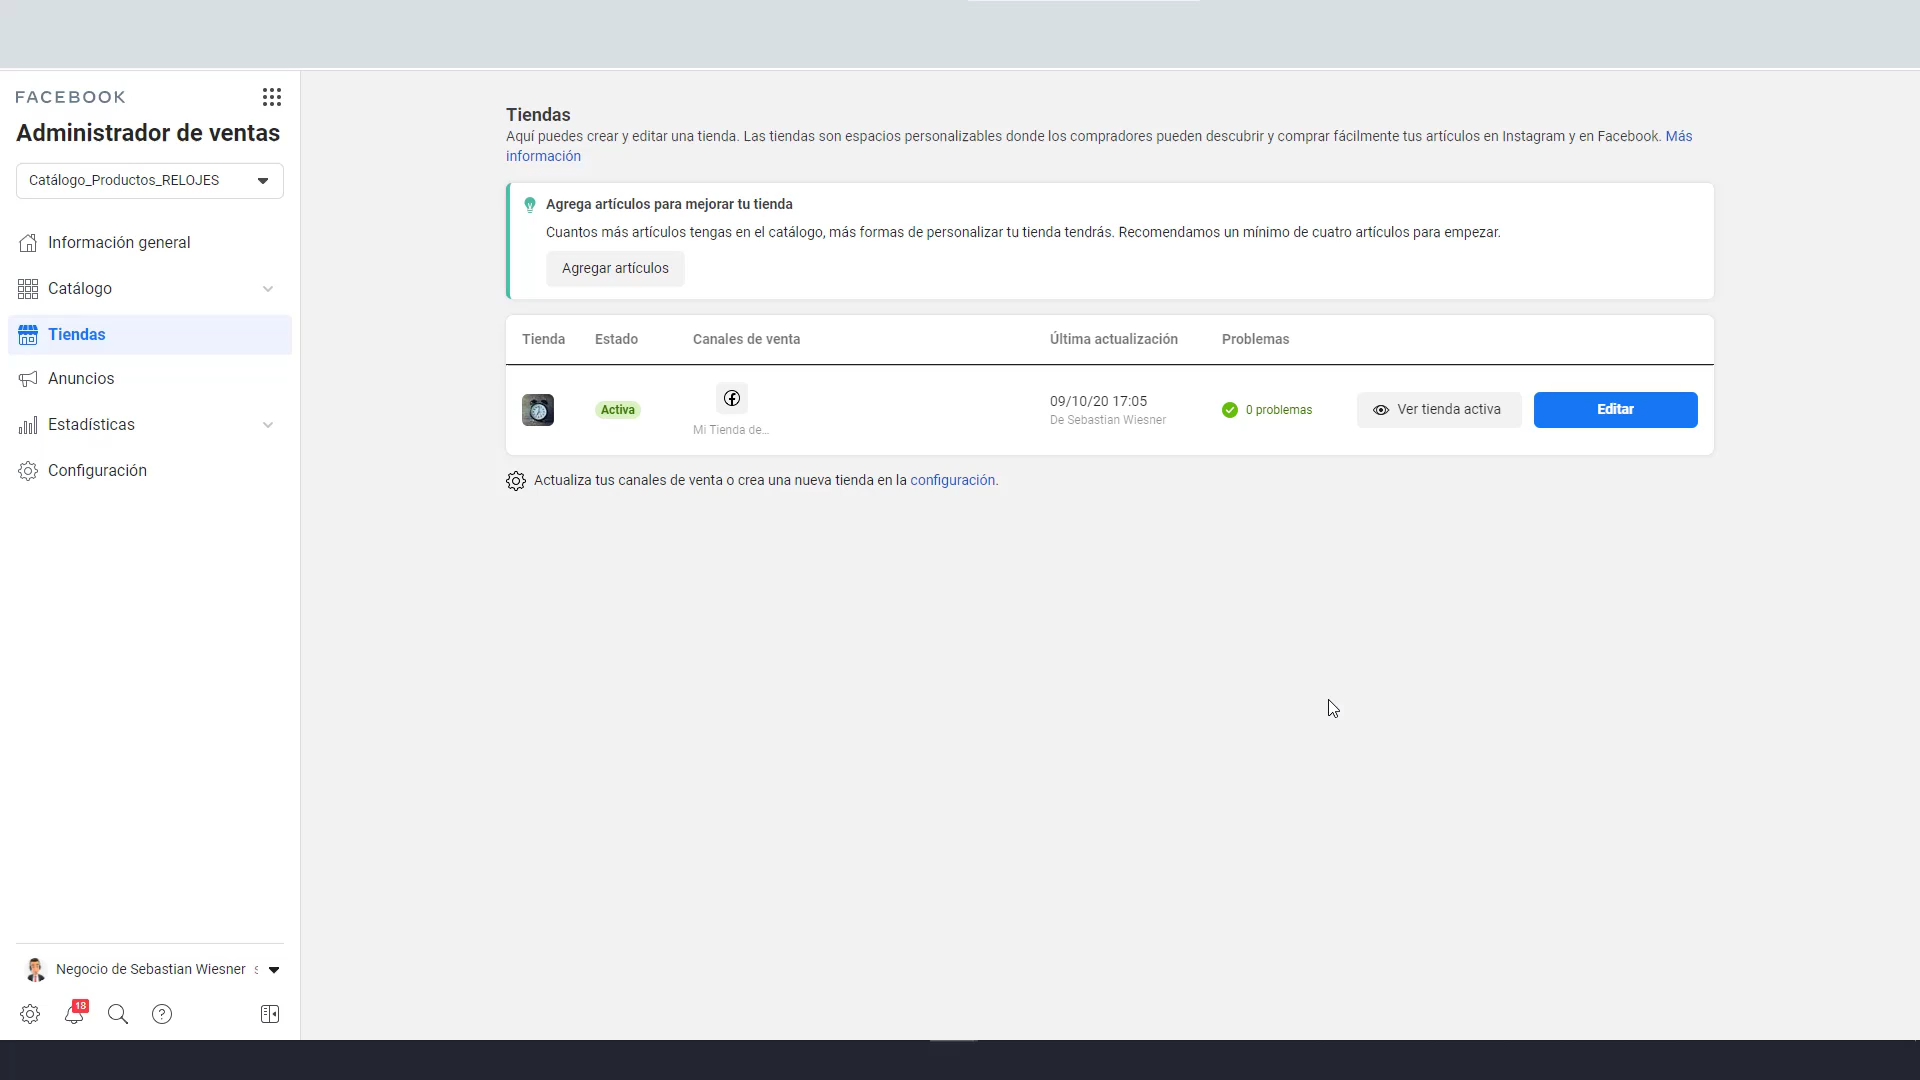 FACEBOOK
Administrador de ventas
Catálogo_Productos_RELOJES
Información general
Catálogo
Tiendas
Anuncios
Estadísticas
Configuración
Negocio de Sebastian Wiesner
18
Tiendas
Aquí puedes crear y editar una tienda. Las tiendas son espacios personalizables donde los compradores pueden descubrir y comprar fácilmente tus artículos en Instagram y en Facebook. Más
información
Agrega artículos para mejorar tu tienda
Cuantos más artículos tengas en el catálogo, más formas de personalizar tu tienda tendrás. Recomendamos un mínimo de cuatro artículos para empezar.
Agregar artículos
Tienda Estado Canales de venta Última actualización Problemas
Activa Mi Tienda de... 09/10/20 17:05 0 problemas Ver tienda activa Editar
De Sebastian Wiesner
Actualiza tus canales de venta o crea una nueva tienda en la configuración.